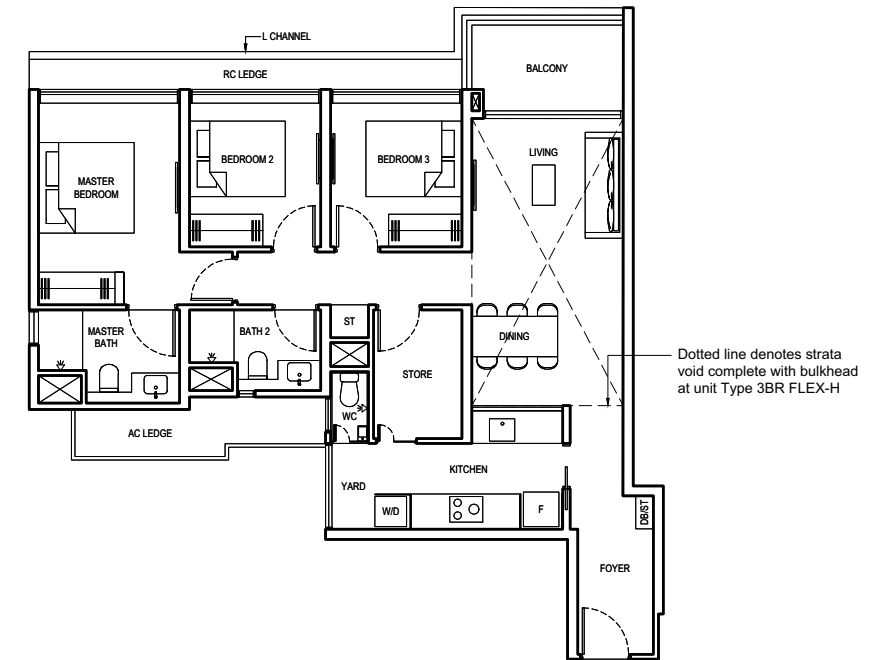 L CHANNEL
RC LEDGE
BALCONY
BEDROOM 2
BEDROOM 3
LIVING
MASTER
BEDROOM
ST
MASTER
BATH
BATH 2
DINING
STORE
Dotted line denotes strata
void complete with bulkhead
at unit Type 3BR FLEX-H
WC
AC LEDGE
KITCHEN
YARD
W/D
F
DB/ST
FOYER